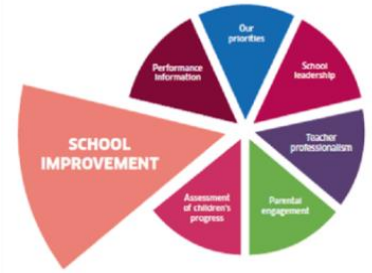 Our
priorities
School
leadership
Teacher
professionalism
Parental
engagement
Assessment
of children's
progress
SCHOOL
IMPROVEMENT
Performance
information